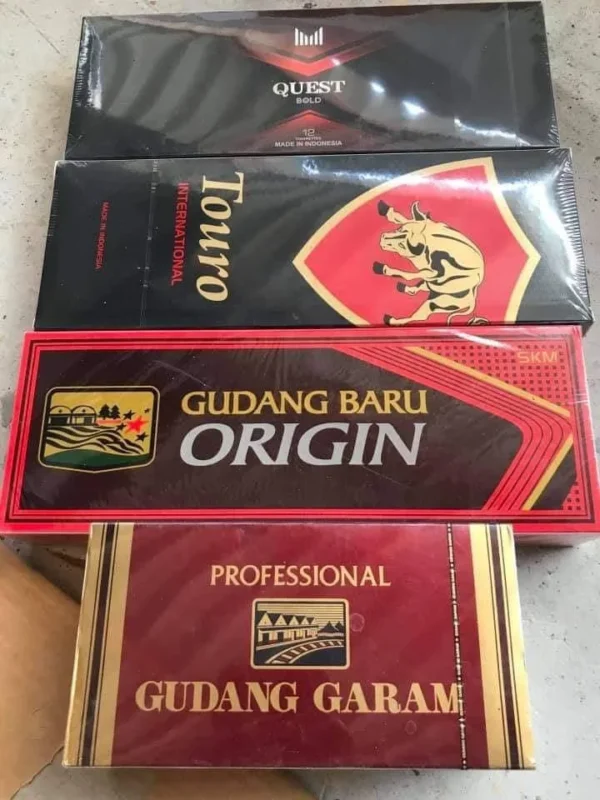 QUEST
BOLD
12
MADE IN INDONESIA
Touro
INTERNATIONAL
MADE IN INDONESIA
SKM
GUDANG BARU
ORIGIN
PROFESSIONAL
GUDANG GARAM